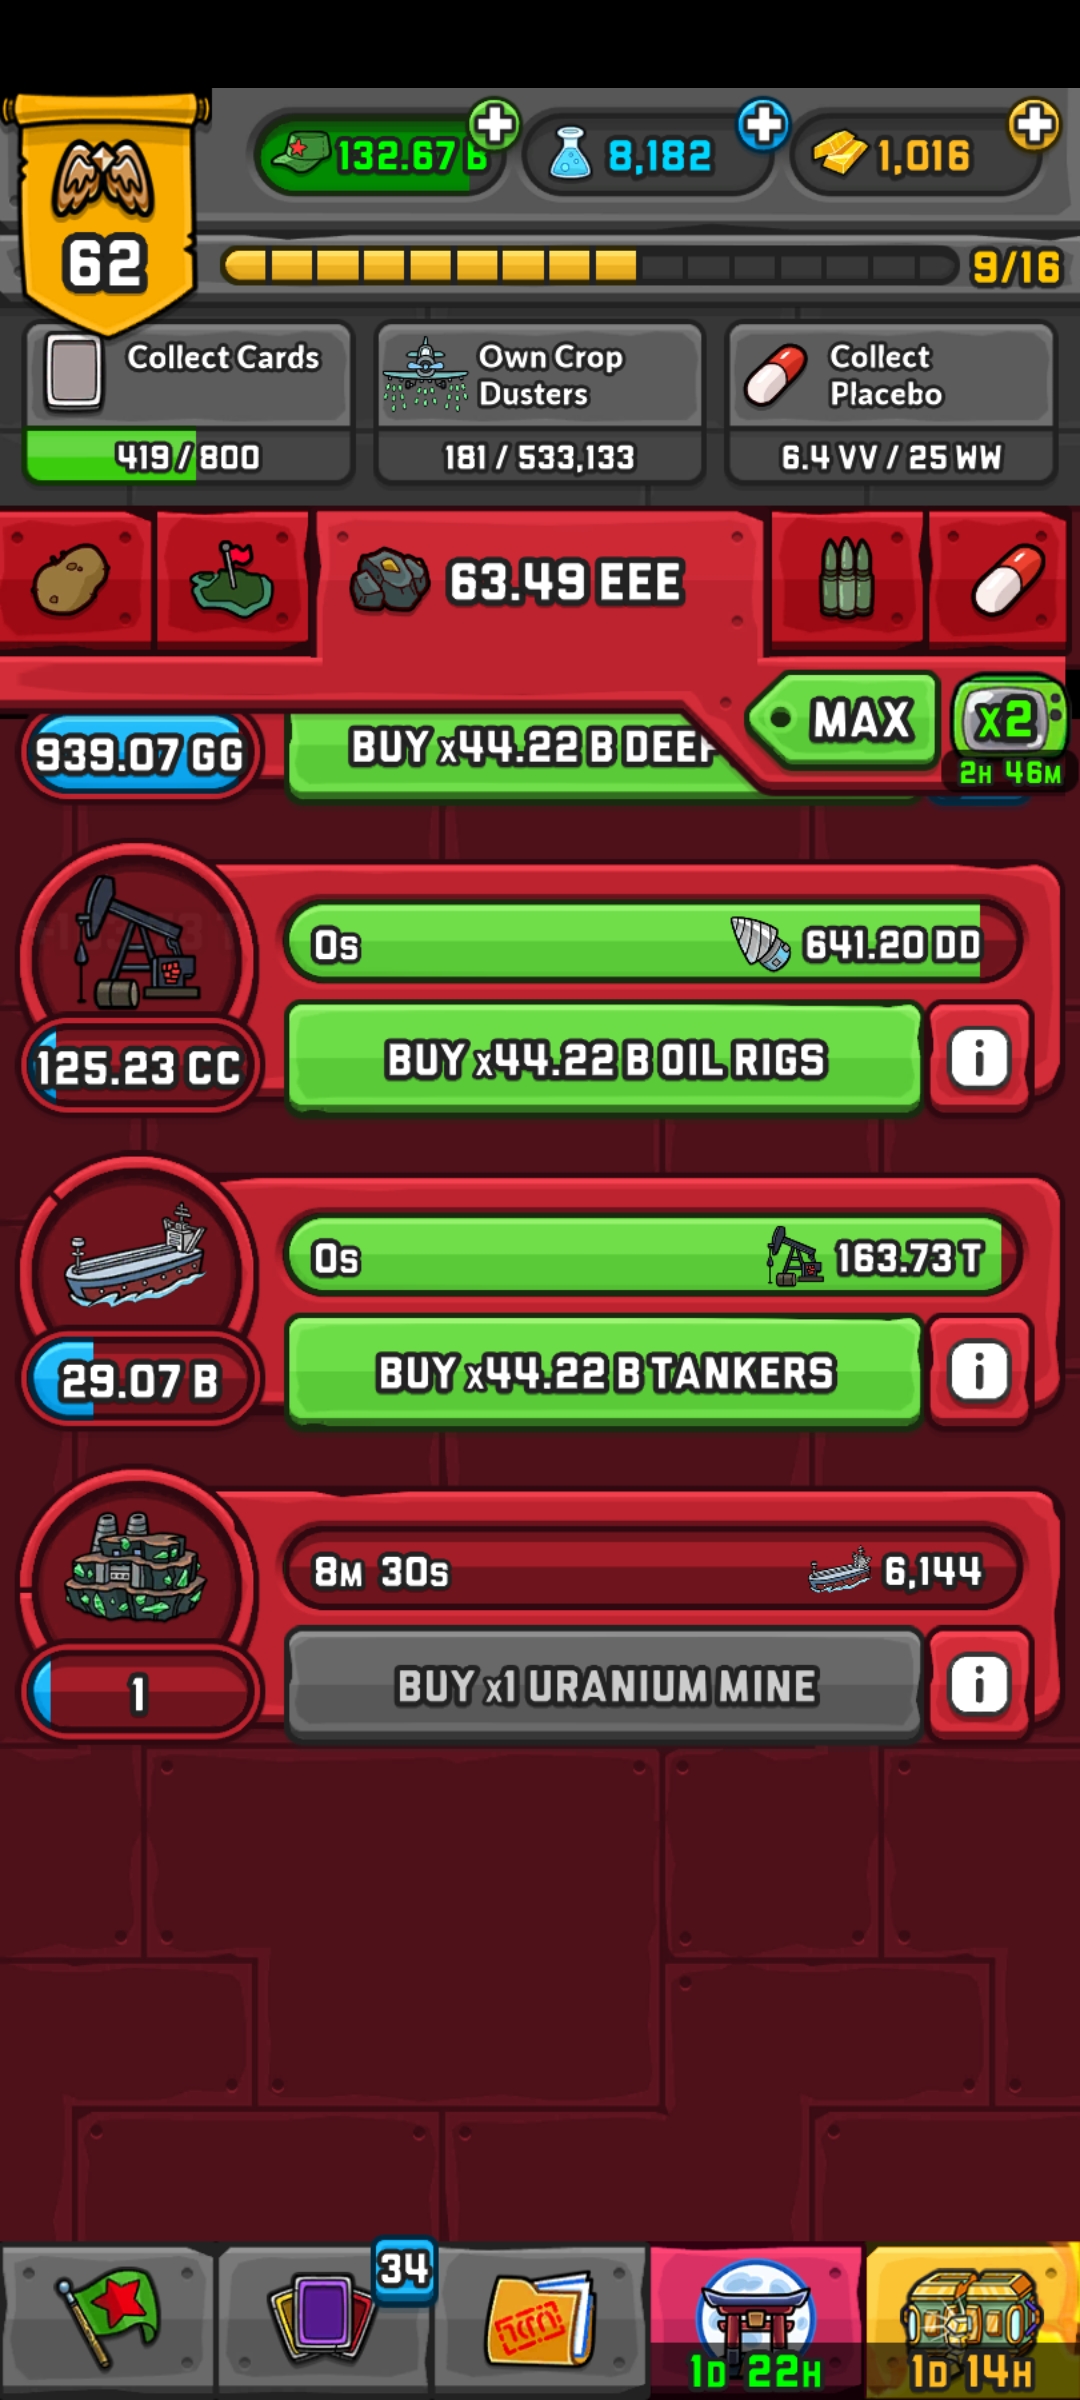 62
132.67 B
8,182
1,016
9/16
Collect Cards
419 / 800
Own Crop
Dusters
181 / 533,133
Collect
Placebo
6.4 VV / 25 WW
63.49 EEE
MAX
x2
2H 46M
939.07 GG
BUY x44.22 B DEEP
0s
641.20 DD
125.23 CC
BUY x44.22 B OIL RIGS
i
0s
163.73 T
29.07 B
BUY x44.22 B TANKERS
i
8M 30s
6,144
1
BUY x1 URANIUM MINE
i
34
1D 22H
1D 14H